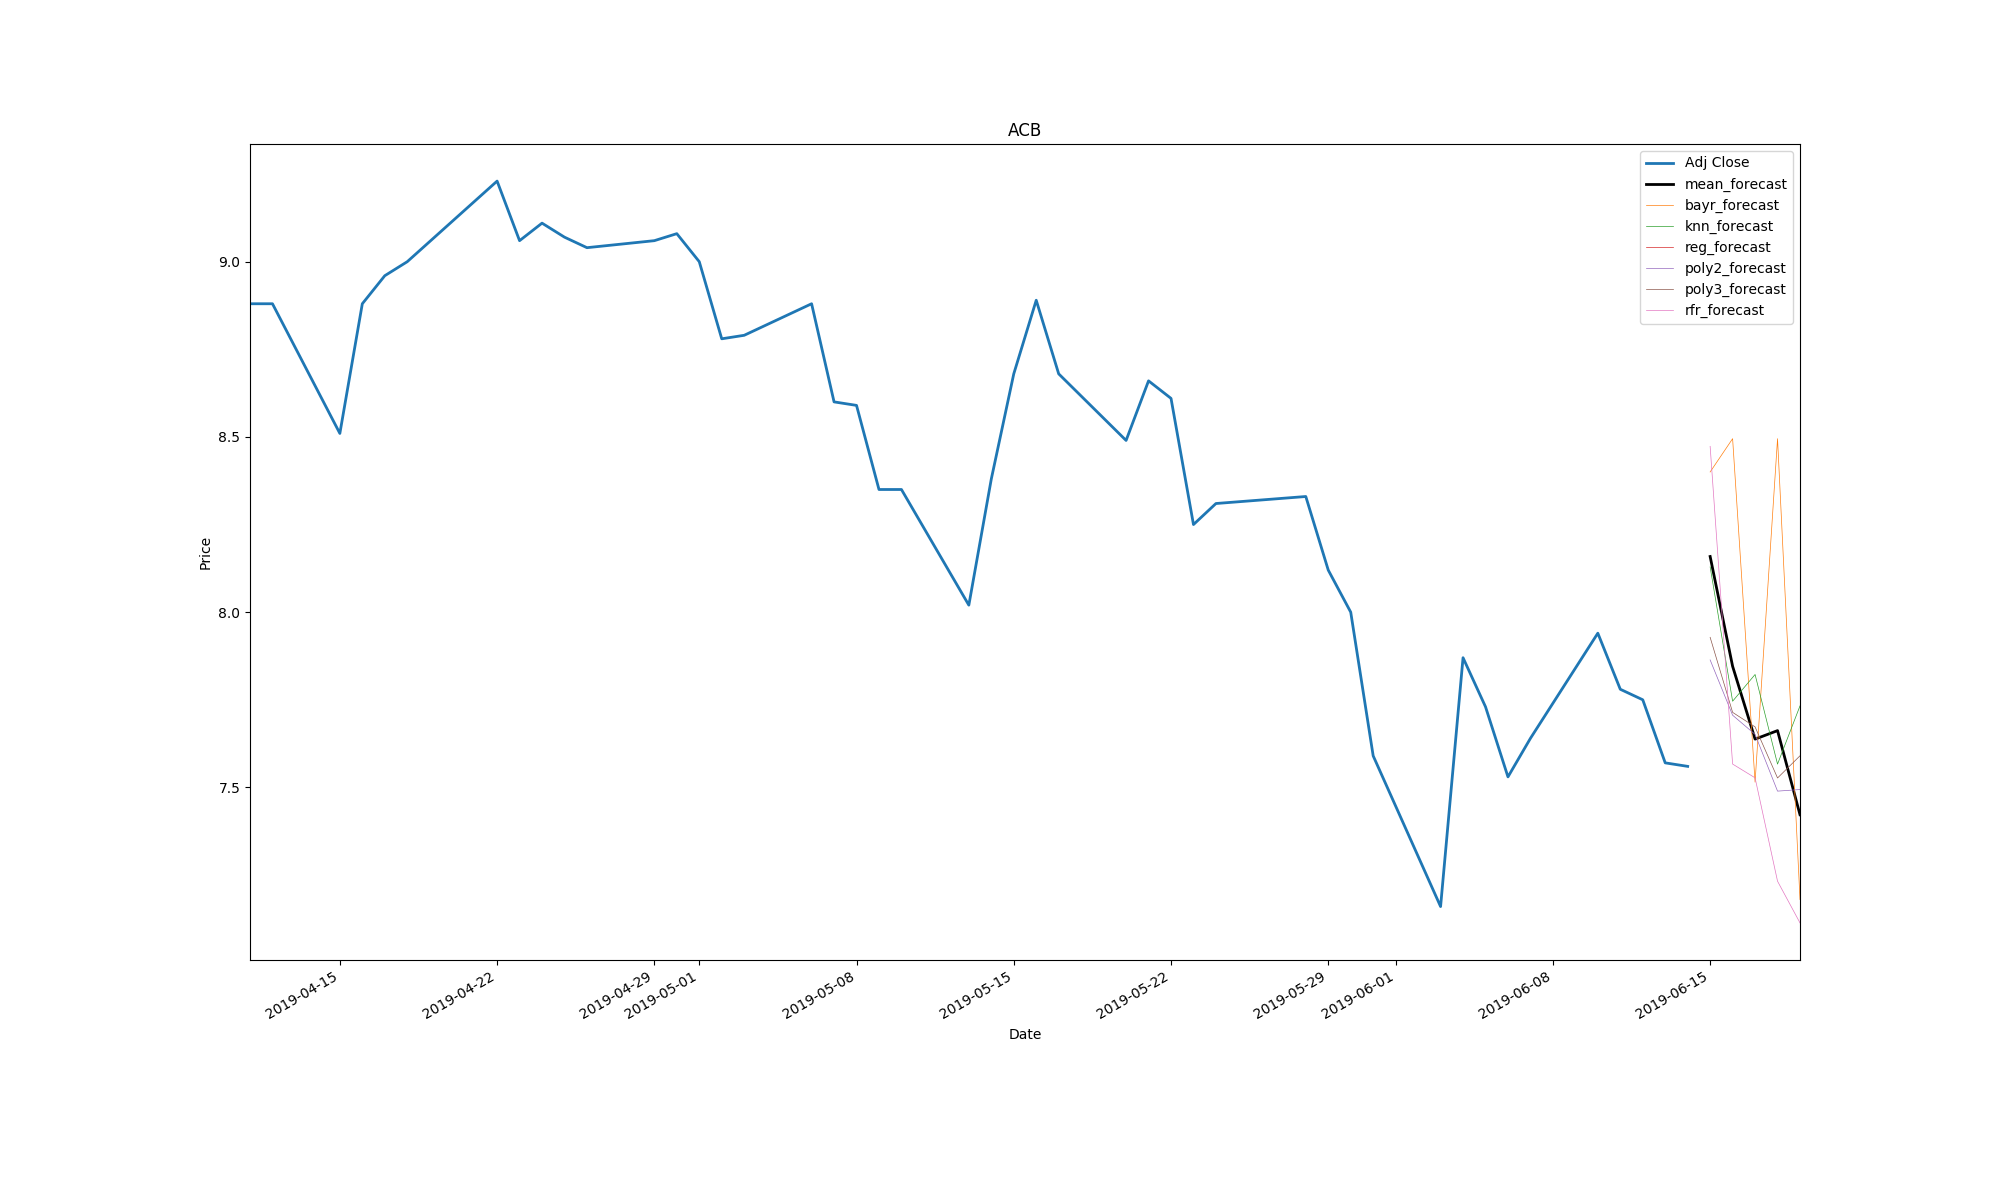 ACB
Adj Close
mean_forecast
bayr_forecast
knn_forecast
reg_forecast
poly2_forecast
poly3_forecast
rfr_forecast
9.0
8.5
8.0
7.5
Price
2019-04-15
2019-04-22
2019-04-29
2019-05-01
2019-05-08
2019-05-15
2019-05-22
2019-05-29
2019-06-01
2019-06-08
2019-06-15
Date